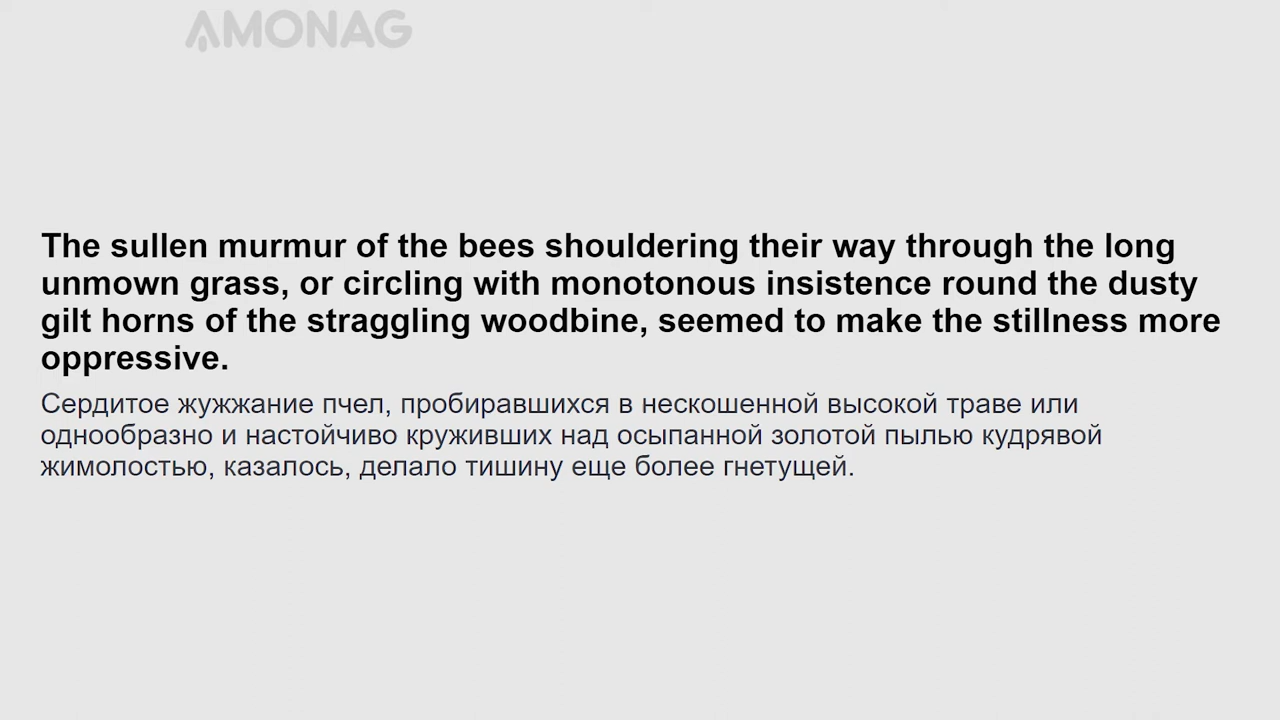 AMONAG
The sullen murmur of the bees shouldering their way through the long
unmown grass, or circling with monotonous insistence round the dusty
gilt horns of the straggling woodbine, seemed to make the stillness more
oppressive.
Сердитое жужжание пчел, пробиравшихся в нескошенной высокой траве или
однообразно и настойчиво круживших над осыпанной золотой пылью кудрявой
жимолостью, казалось, делало тишину еще более гнетущей.